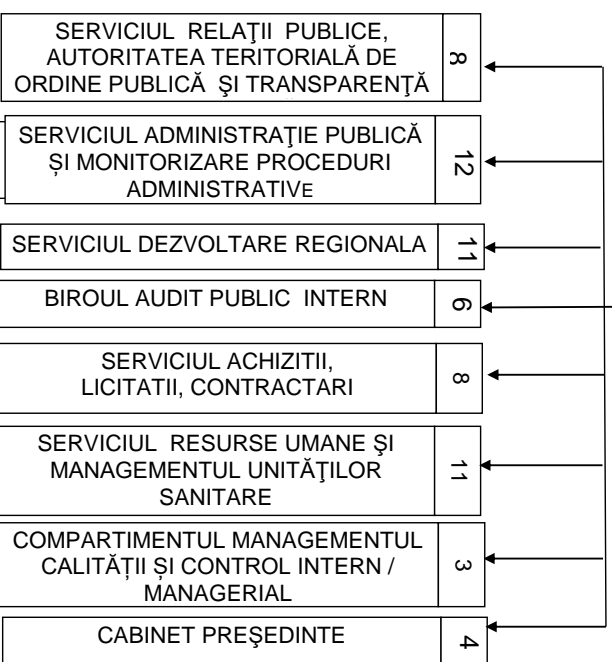 SERVICIUL RELAŢII PUBLICE,
AUTORITATEA TERITORIALĂ DE
ORDINE PUBLICĂ ŞI TRANSPARENŢĂ
8
SERVICIUL ADMINISTRAŢIE PUBLICĂ
ȘI MONITORIZARE PROCEDURI
ADMINISTRATIVE
12
SERVICIUL DEZVOLTARE REGIONALA
11
BIROUL AUDIT PUBLIC INTERN
6
SERVICIUL ACHIZITII,
LICITATII, CONTRACTARI
8
SERVICIUL RESURSE UMANE ŞI
MANAGEMENTUL UNITĂŢILOR
SANITARE
11
COMPARTIMENTUL MANAGEMENTUL
CALITĂȚII ȘI CONTROL INTERN /
MANAGERIAL
3
CABINET PREŞEDINTE
4